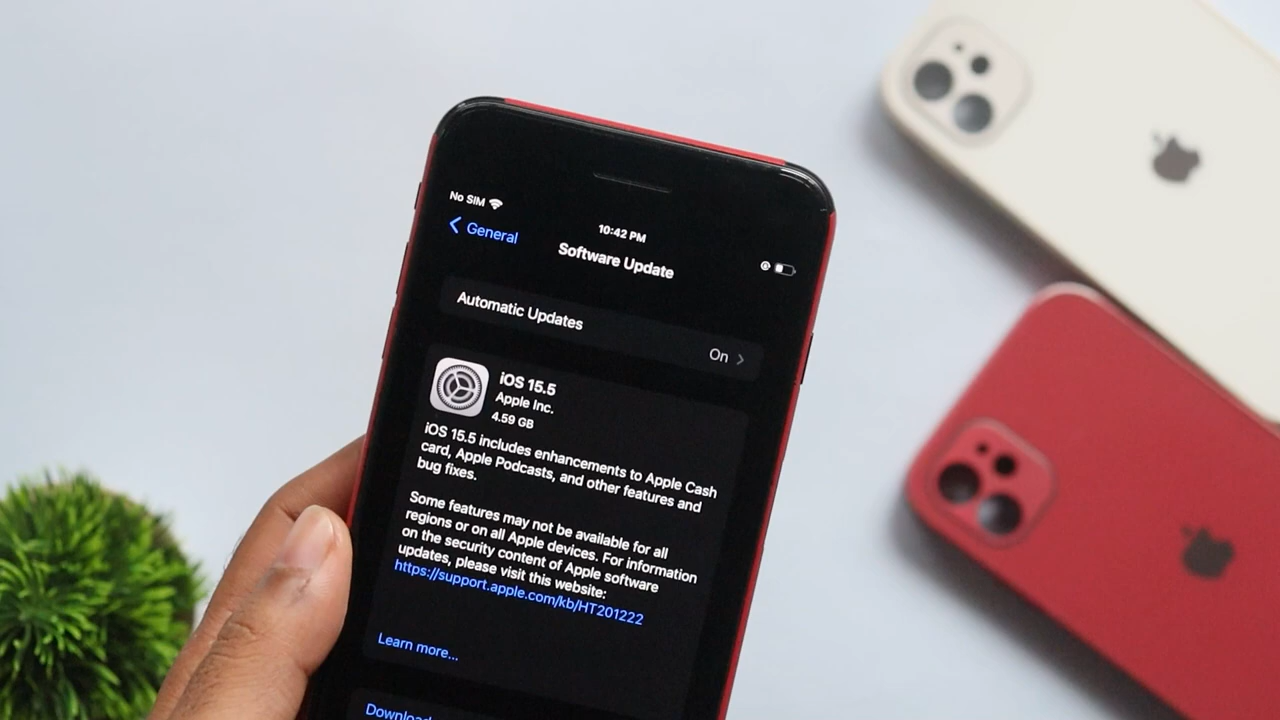 No SIM
10:42 PM
General
Software Update
Automatic Updates
On
iOS 15.5
Apple Inc.
4.59 GB
iOS 15.5 includes enhancements to Apple Cash
card, Apple Podcasts, and other features and
bug fixes.
Some features may not be available for all
regions or on all Apple devices. For information
on the security content of Apple software
updates, please visit this website:
https://support.apple.com/kb/HT201222
Learn more...
Download